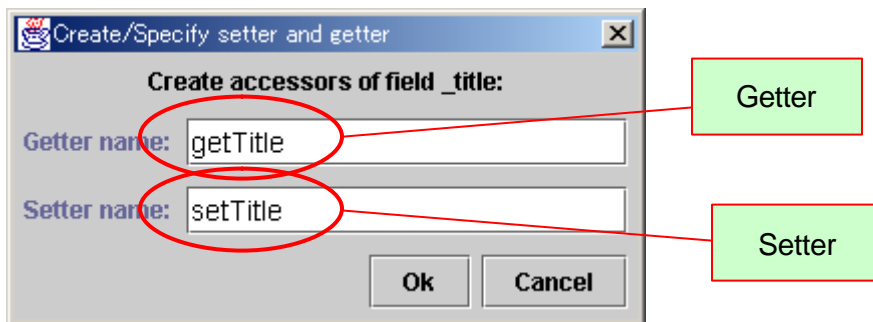 Create/Specify setter and getter
Create accessors of field _title:
Getter
Getter name: getTitle
Setter name: setTitle
Setter
Ok Cancel